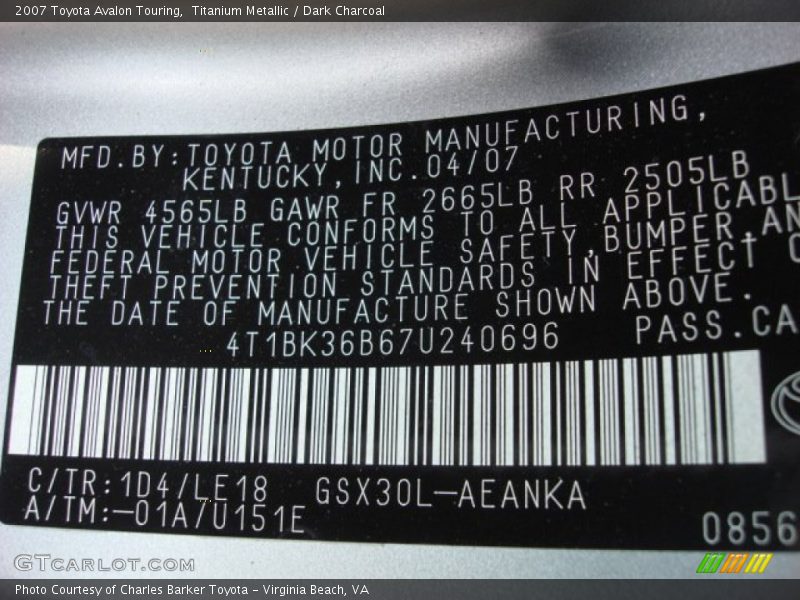 2007 Toyota Avalon Touring,  Titanium Metallic / Dark Charcoal
MFD.BY:TOYOTA MOTOR MANUFACTURING,
KENTUCKY,INC.04/07
GVWR 4565LB GAWR FR 2665LB RR 2505LB
THIS VEHICLE CONFORMS TO ALL APPLICABL
FEDERAL MOTOR VEHICLE SAFETY,BUMPER,AN
THEFT PREVENTION STANDARDS IN EFFECT O
THE DATE OF MANUFACTURE SHOWN ABOVE.
4T1BK36B67U240696 PASS.CA
C/TR:1D4/LE18 GSX30L-AEANKA
A/TM:-01A/U151E
0856
GTCARLOT.COM
Photo Courtesy of Charles Barker Toyota - Virginia Beach, VA